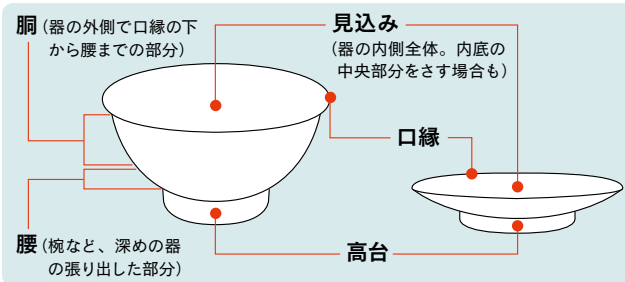 胴(器の外側で口縁の下
から腰までの部分)
見込み
(器の内側全体。内底の
中央部分をさす場合も)
口縁
腰(椀など、深めの器
の張り出した部分)
高台